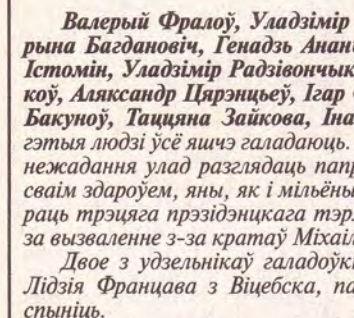 Валерый Фралоў, Уладзімір
рына Багдановіч, Генадзь Анан
Істомін, Уладзімір Радзівончык
коў, Аляксандр Цярэнцьеў, Ігар
Бакуноў, Таццяна Зайкова, Іна
гэтыя людзі ўсё яшчэ галадаюць.
нежадання улад разглядаць папр
сваім здароўем, яны, як і мільёны
раць трэцяга прэзідэнцкага тэр
за вызваленне з-за кратаў Міхаіл
Двое з удзельнікаў галадоўк
Лідзія Францава з Віцебска, па
спыніць.